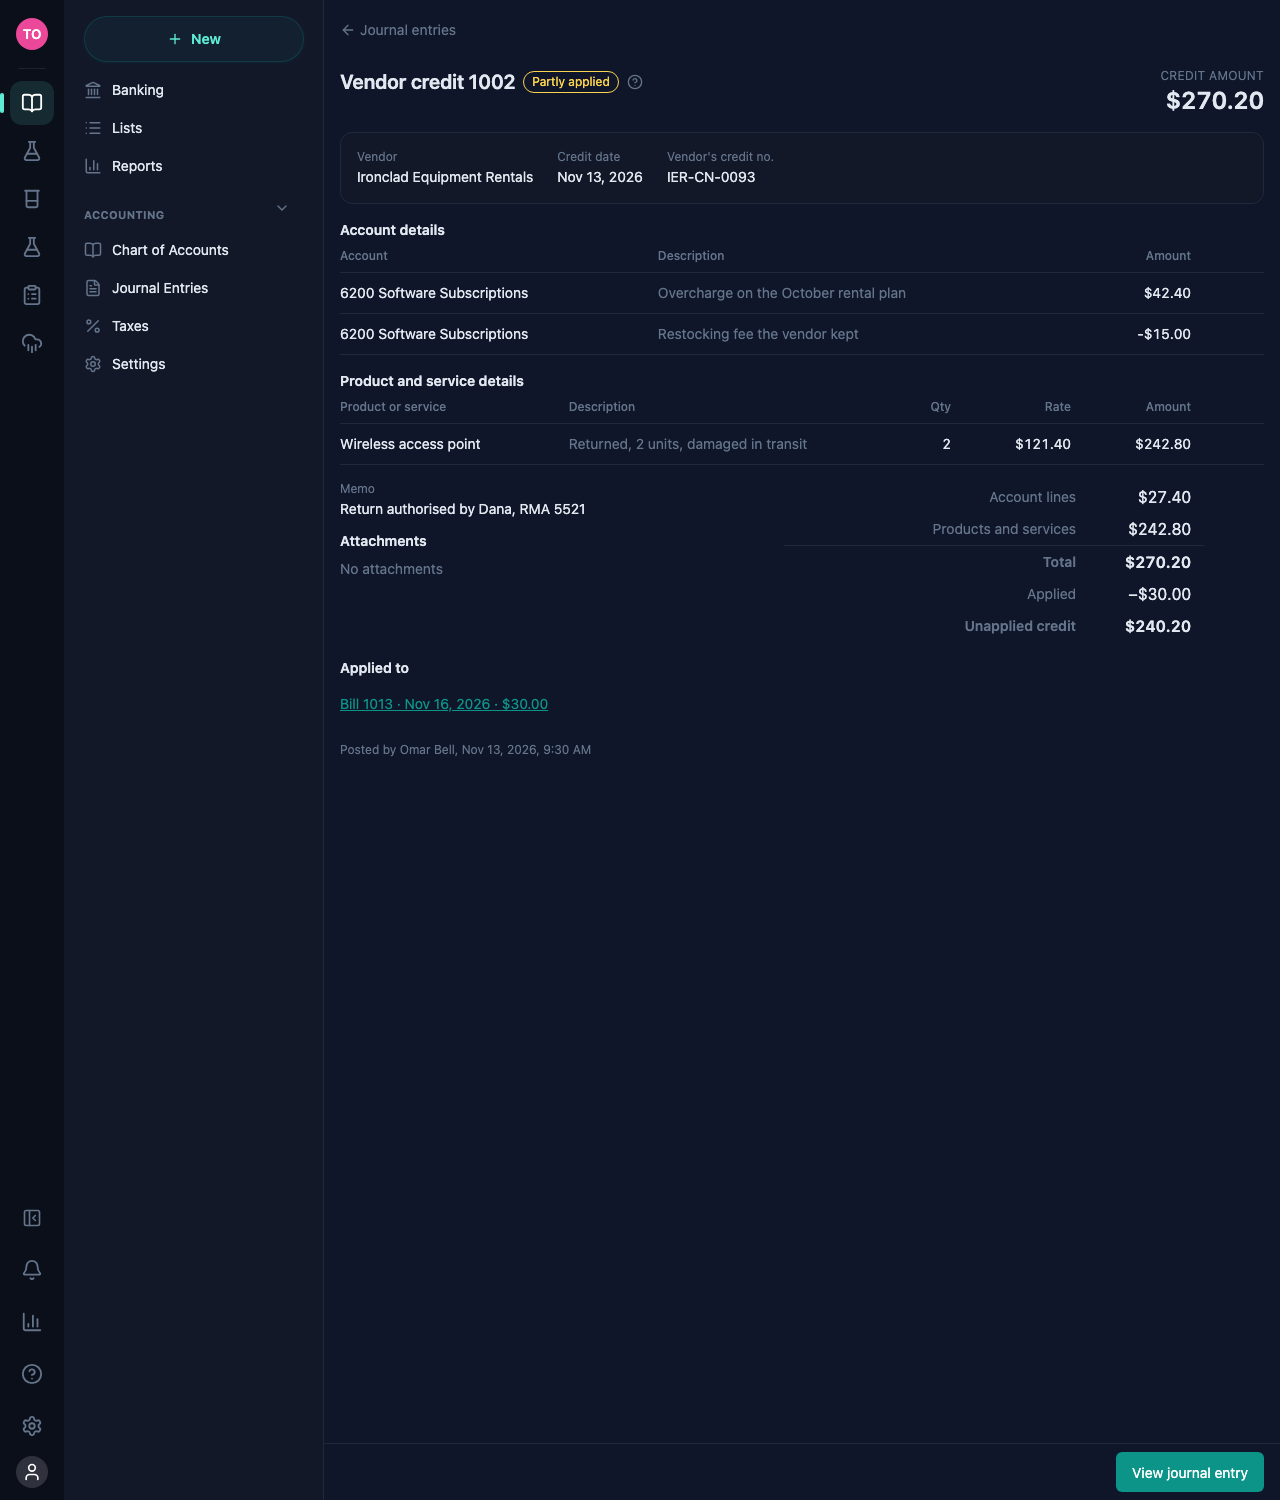 TO
New
Banking
Lists
Reports
ACCOUNTING
Chart of Accounts
Journal Entries
Taxes
Settings
Journal entries
Vendor credit 1002 Partly applied
CREDIT AMOUNT
$270.20
Vendor Credit date Vendor's credit no.
Ironclad Equipment Rentals Nov 13, 2026 IER-CN-0093
Account details
Account Description Amount
6200 Software Subscriptions Overcharge on the October rental plan $42.40
6200 Software Subscriptions Restocking fee the vendor kept -$15.00
Product and service details
Product or service Description Qty Rate Amount
Wireless access point Returned, 2 units, damaged in transit 2 $121.40 $242.80
Memo
Return authorised by Dana, RMA 5521
Attachments
No attachments
Account lines $27.40
Products and services $242.80
Total $270.20
Applied –$30.00
Unapplied credit $240.20
Applied to
Bill 1013 · Nov 16, 2026 · $30.00
Posted by Omar Bell, Nov 13, 2026, 9:30 AM
View journal entry